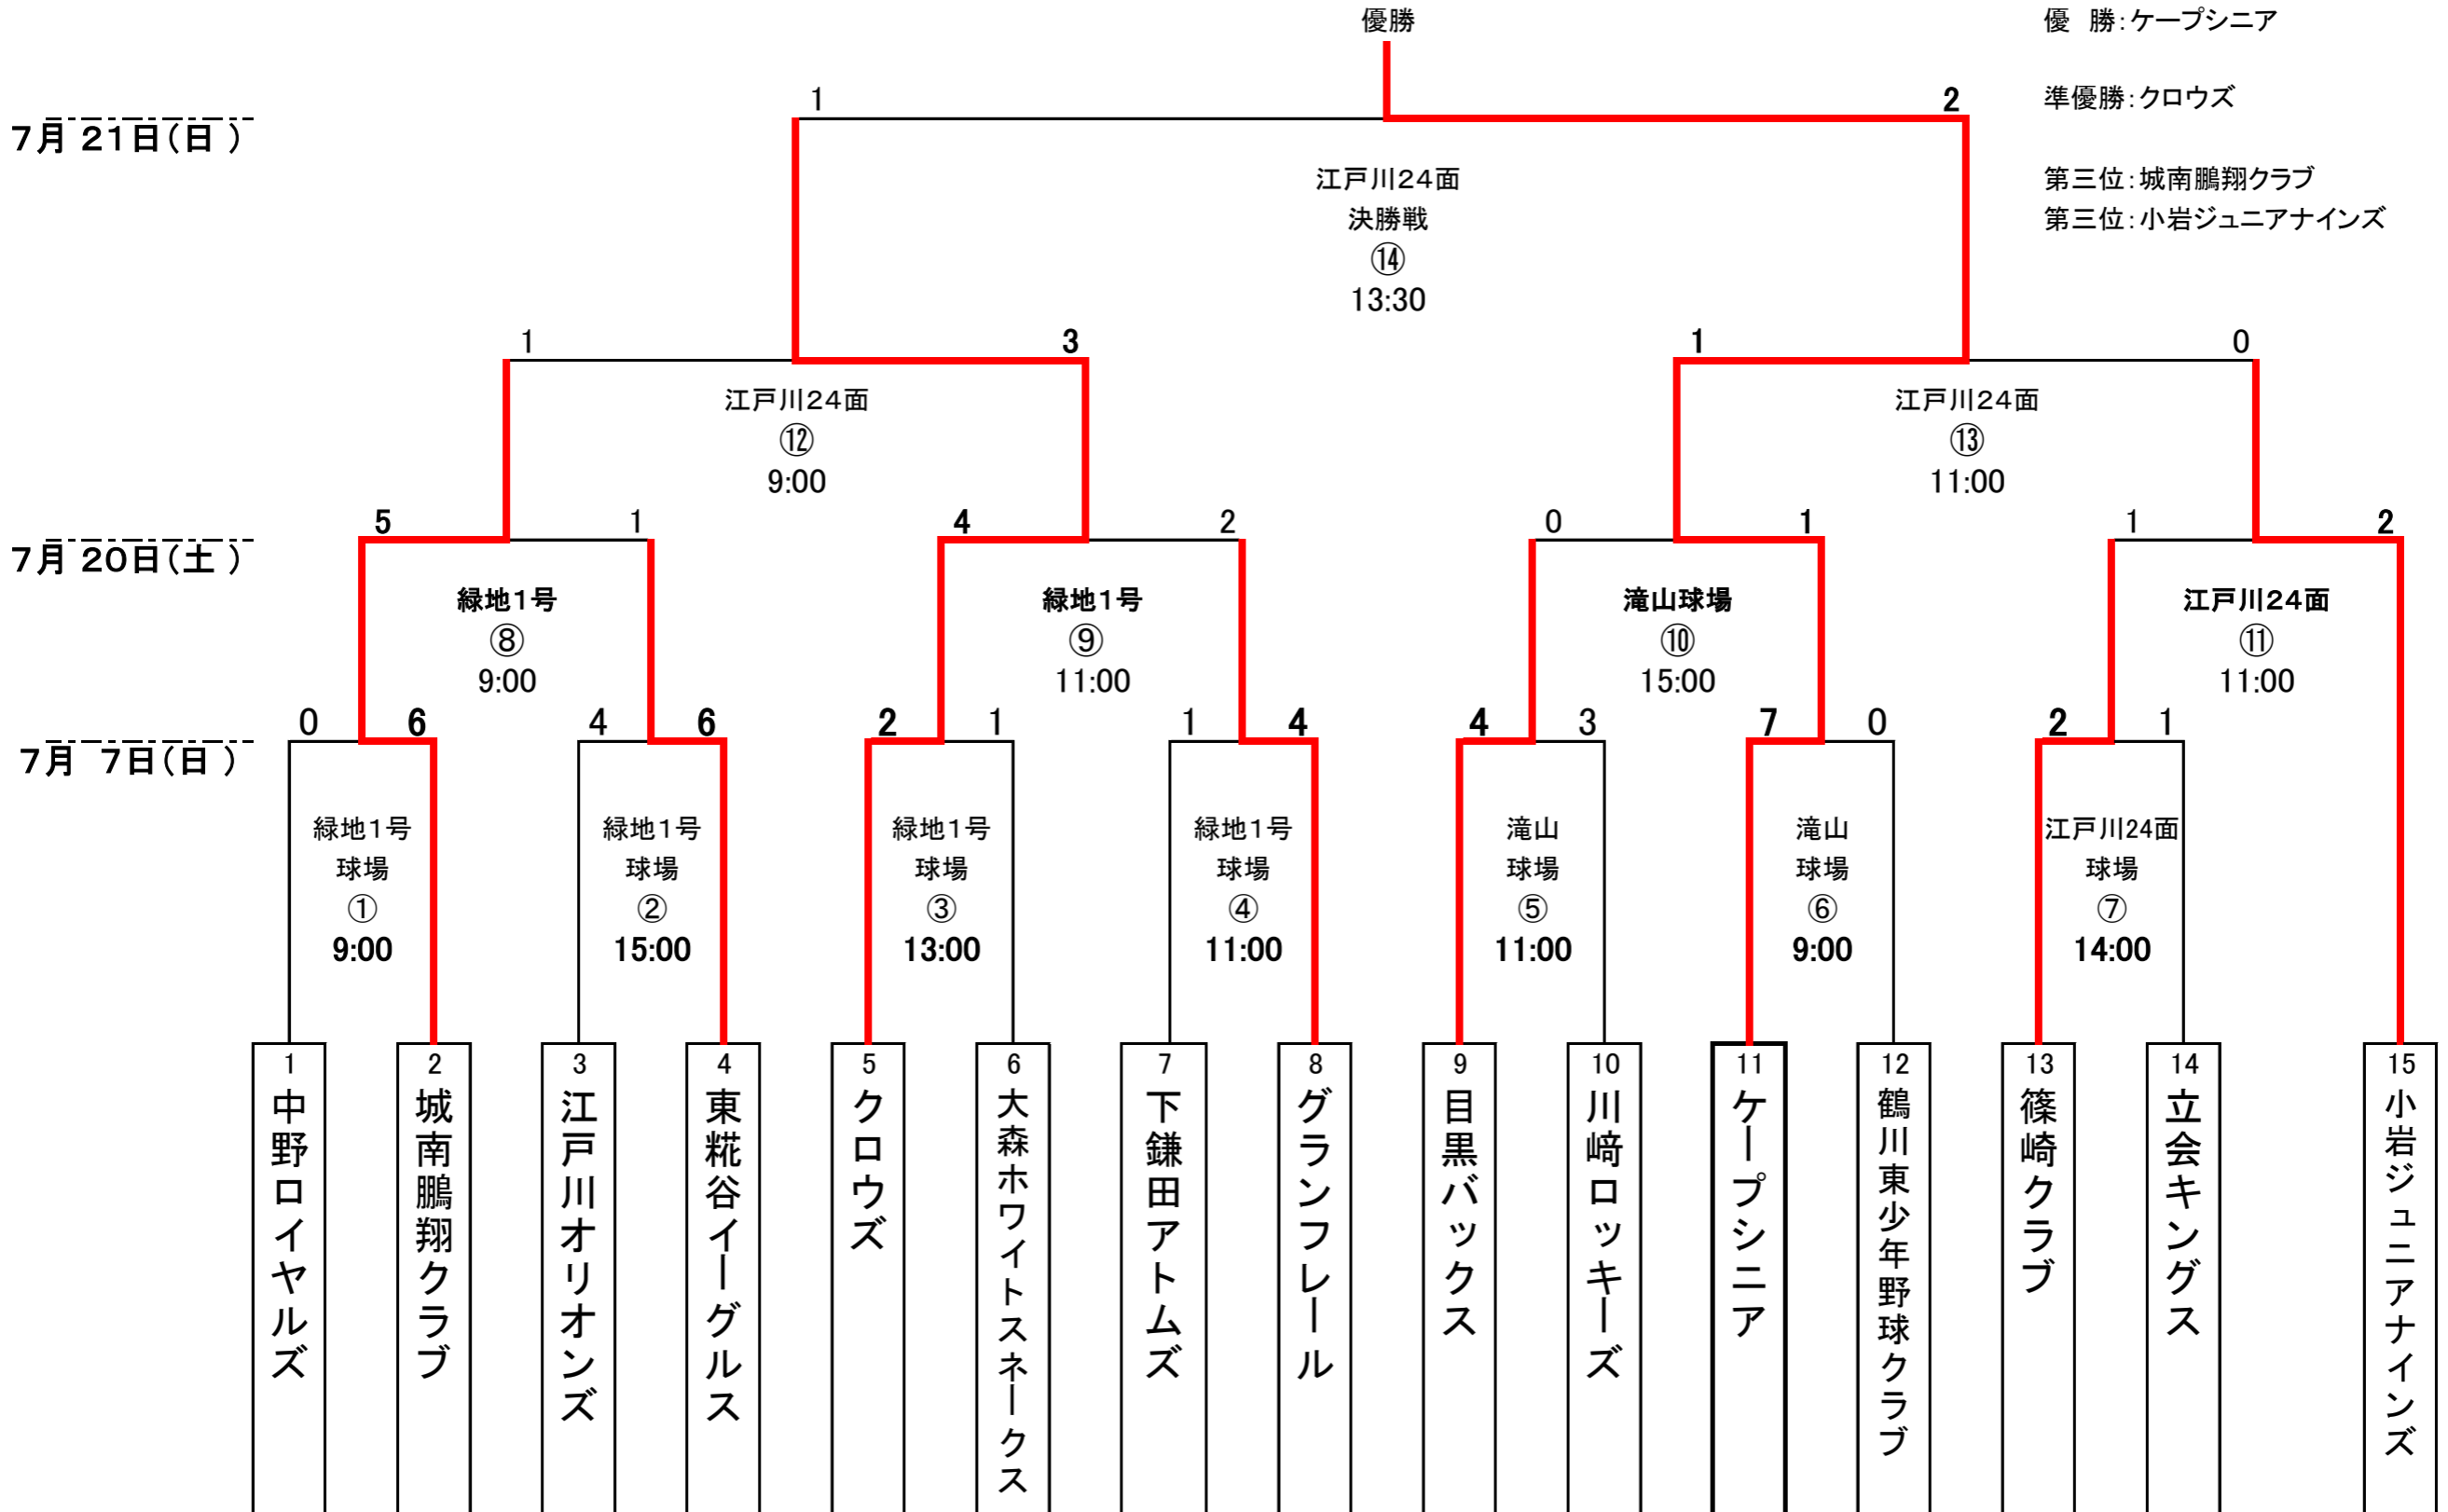 優勝
優 勝:ケープシニア
準優勝:クロウズ
第三位:城南鵬翔クラブ
第三位:小岩ジュニアナインズ
7月 21日(日 )
1
2
江戸川24面
決勝戦
⑭
13:30
1
3
1
0
江戸川24面
⑫
9:00
江戸川24面
⑬
11:00
7月 20日(土 )
5
1
4
2
0
1
1
2
緑地1号
⑧
9:00
緑地1号
⑨
11:00
滝山球場
⑩
15:00
江戸川24面
⑪
11:00
7月 7日(日 )
0
6
4
6
2
1
1
4
4
3
7
0
2
1
緑地1号
球場
①
9:00
緑地1号
球場
②
15:00
緑地1号
球場
③
13:00
緑地1号
球場
④
11:00
滝山
球場
⑤
11:00
滝山
球場
⑥
9:00
江戸川24面
球場
⑦
14:00
1
中野ロイヤルズ
2
城南鵬翔クラブ
3
江戸川オリオンズ
4
東糀谷イーグルス
5
クロウズ
6
大森ホワイトスネークス
7
下鎌田アトムズ
8
グランフレール
9
目黒バックス
10
川﨑ロッキーズ
11
ケープシニア
12
鶴川東少年野球クラブ
13
篠崎クラブ
14
立会キングス
15
小岩ジュニアナインズ